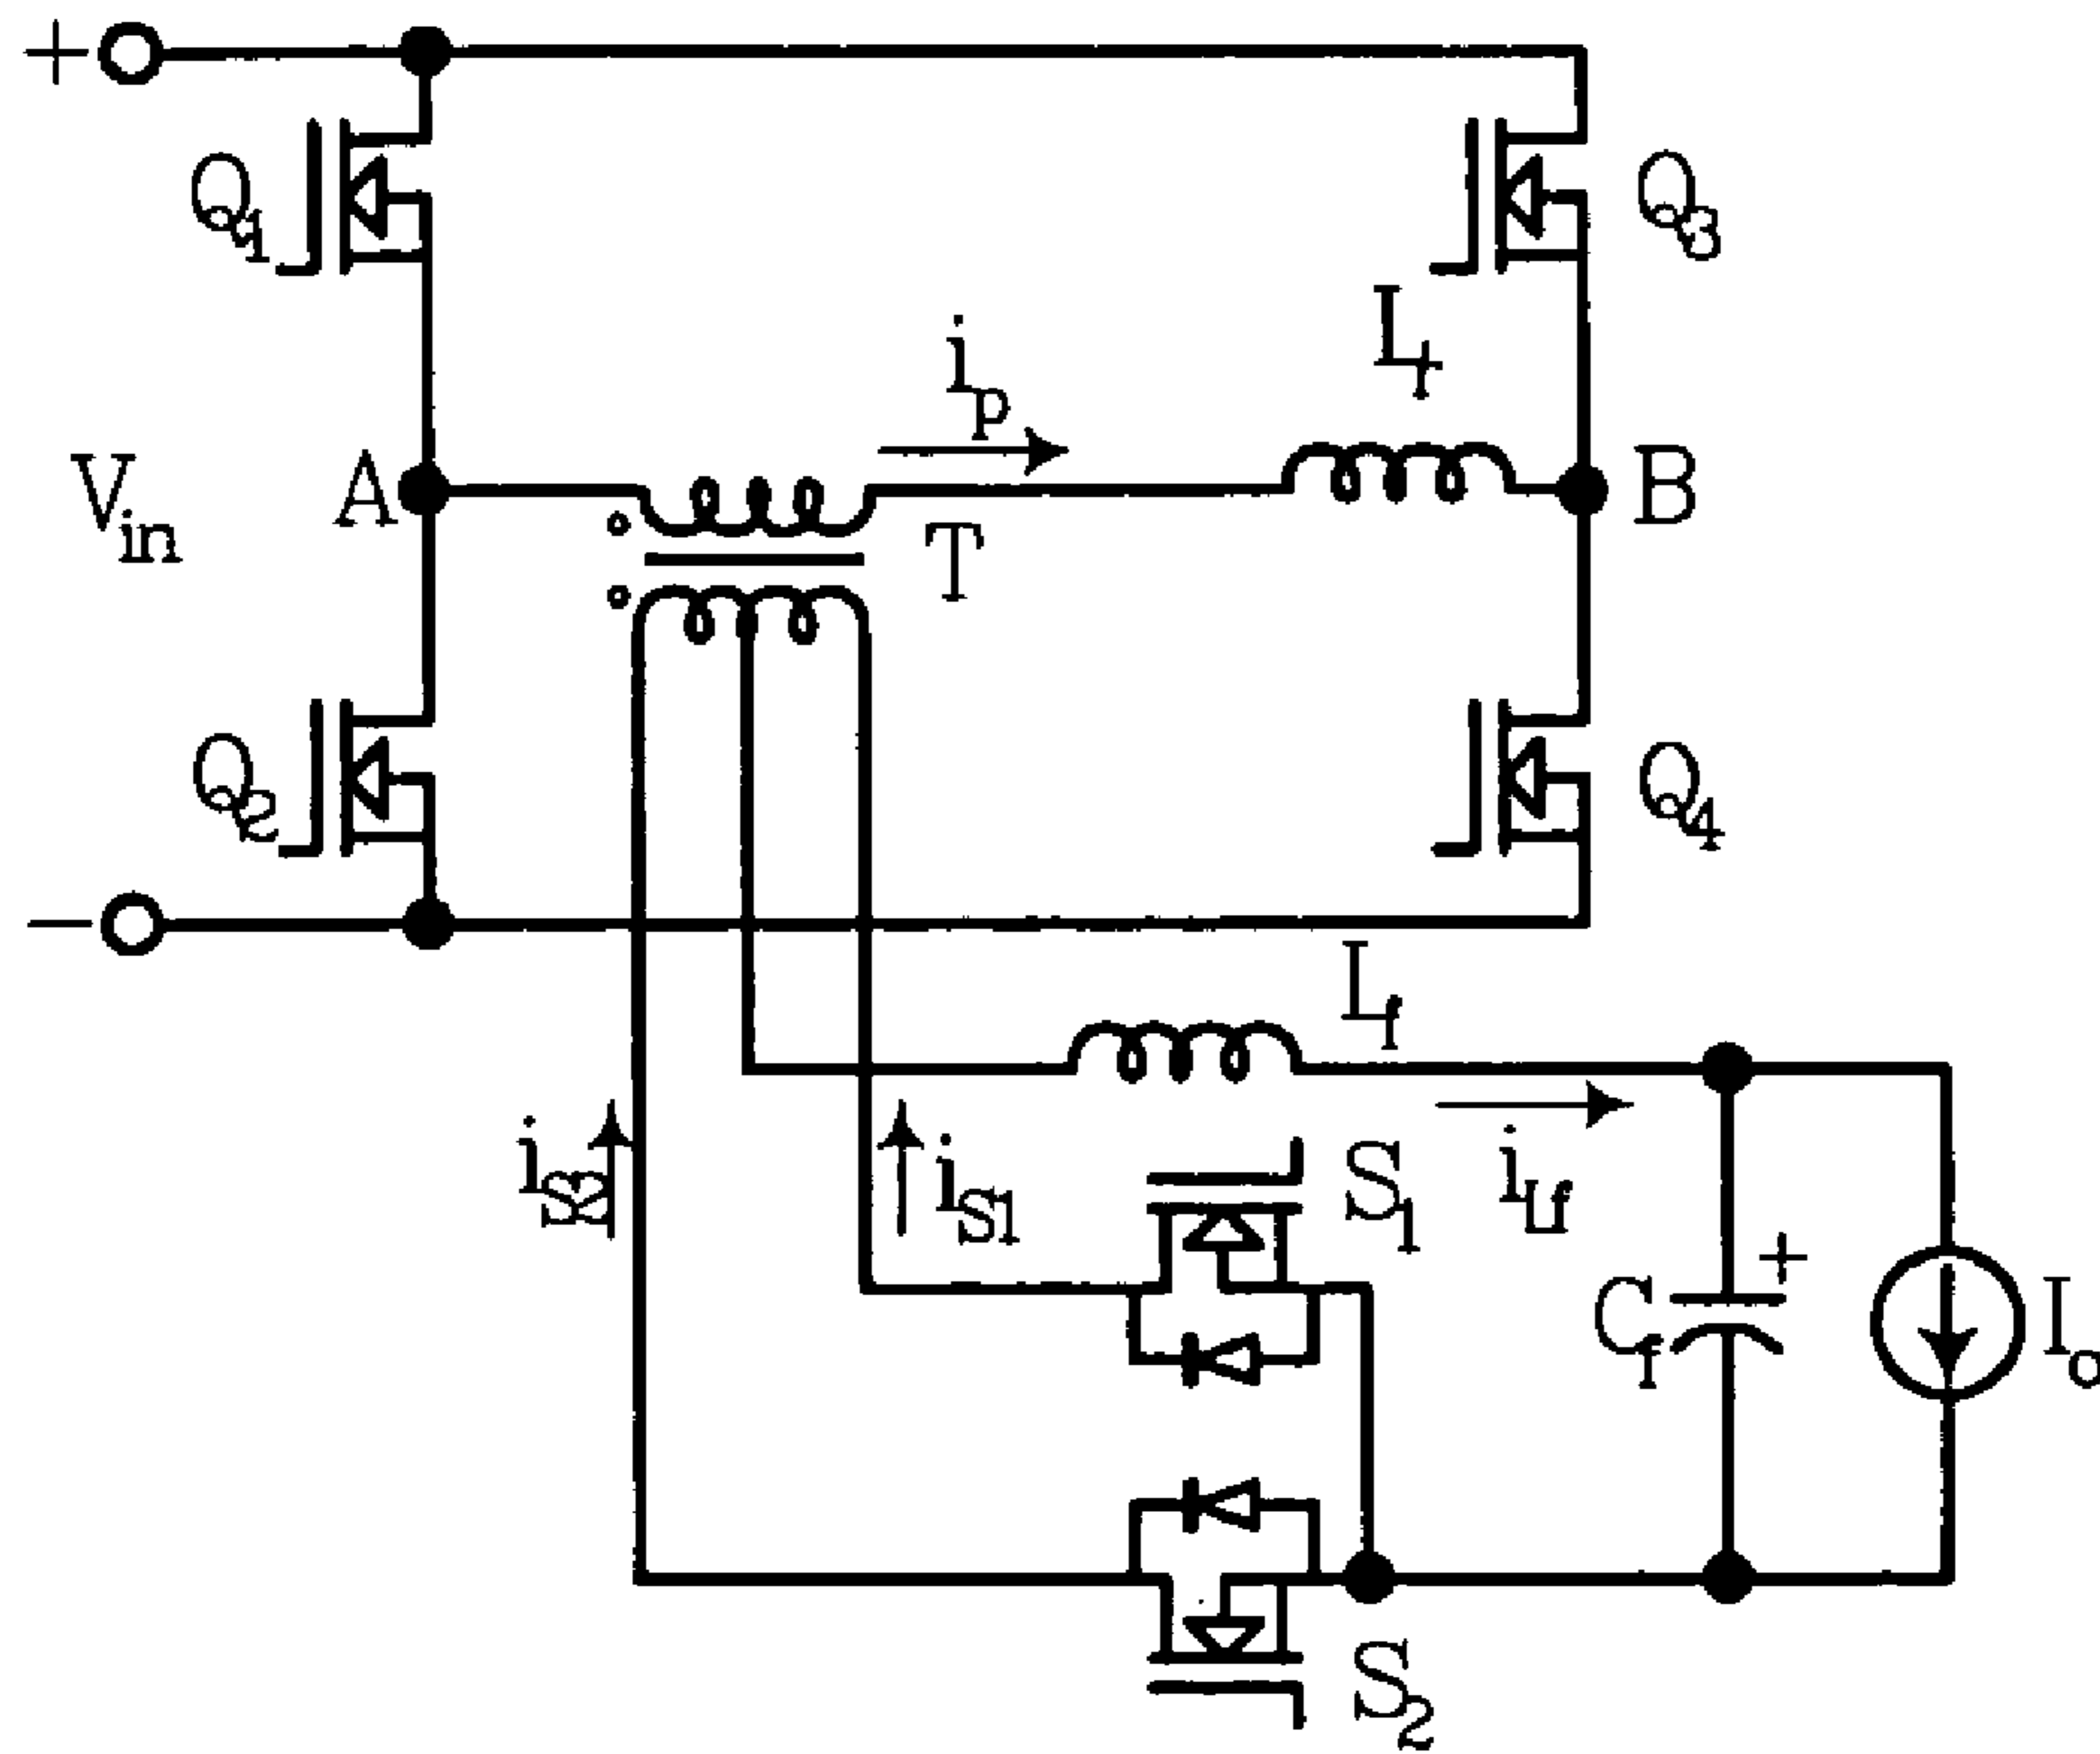 +
Q1
Q3
Lr
ip
Vin
A
B
T
Q2
Q4
−
Lf
iS2
iS1
S1
iLf
+
Cf
Io
S2